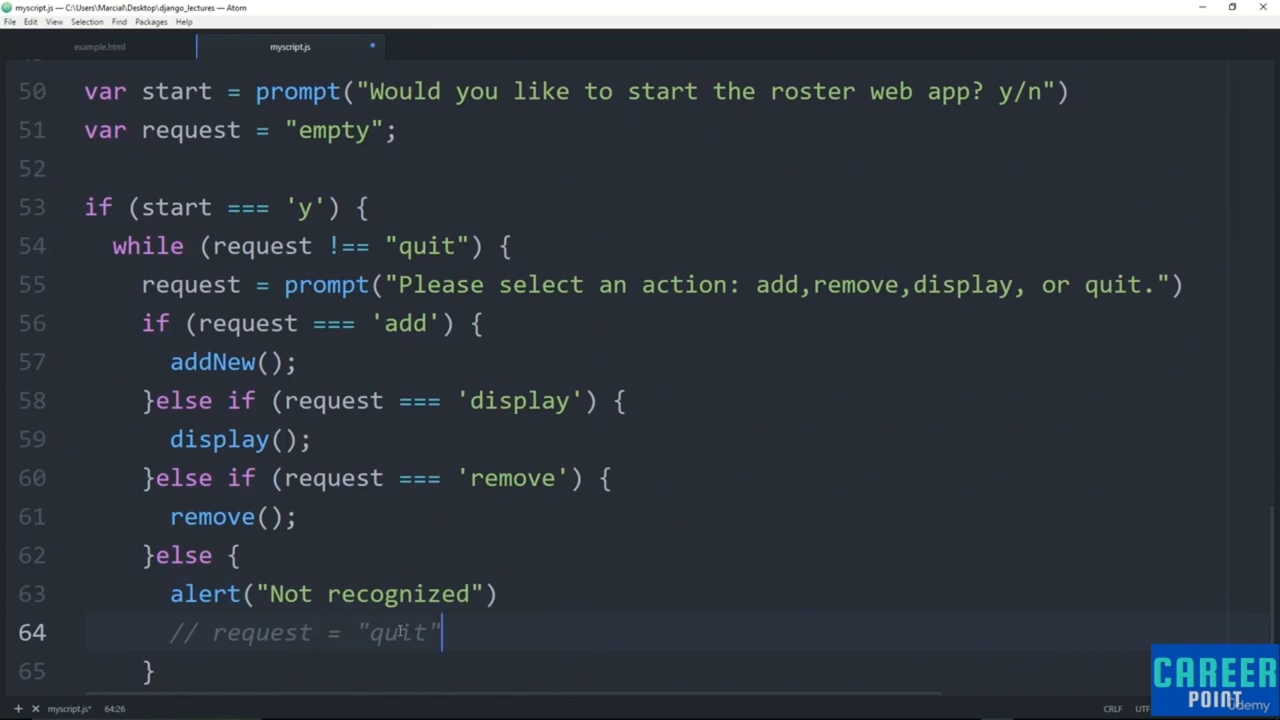 myscript.js — C:\Users\Marcial\Desktop\django_lectures — Atom
File Edit View Selection Find Packages Help
example.html myscript.js
50 var start = prompt("Would you like to start the roster web app? y/n")
51 var request = "empty";
52
53 if (start === 'y') {
54 while (request !== "quit") {
55 request = prompt("Please select an action: add,remove,display, or quit.")
56 if (request === 'add') {
57 addNew();
58 }else if (request === 'display') {
59 display();
60 }else if (request === 'remove') {
61 remove();
62 }else {
63 alert("Not recognized")
64 // request = "quit"
65 }
CAREER
POINT
udemy
+ × myscript.js* 64:26 CRLF